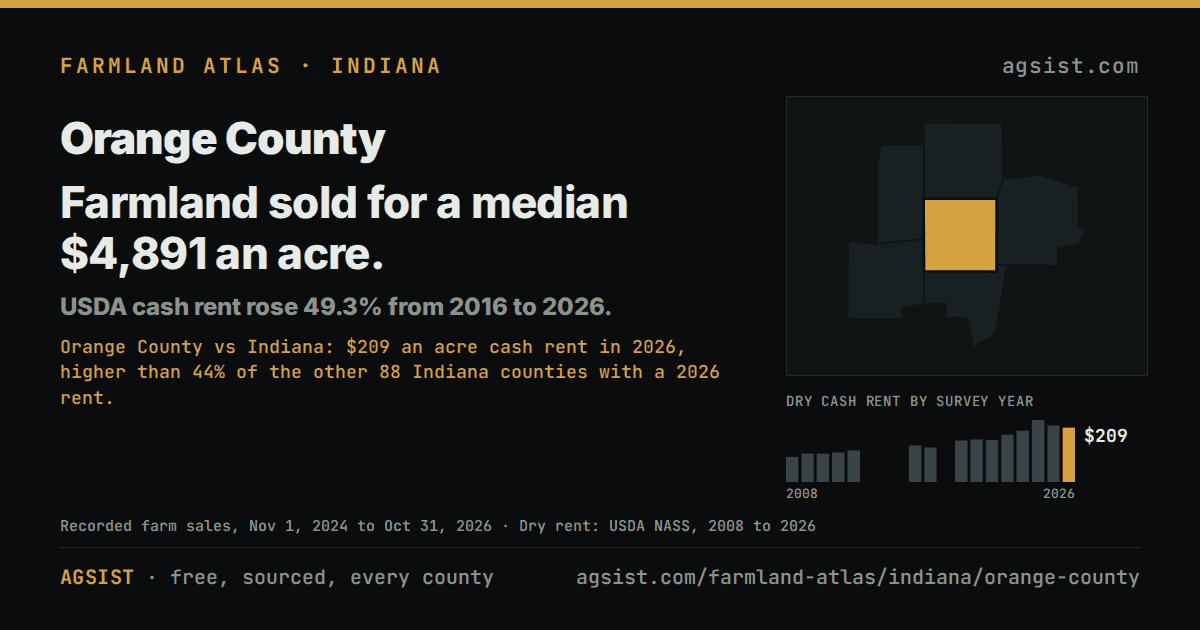 FARMLAND ATLAS · INDIANA
agsist.com
Orange County
Farmland sold for a median
$4,891 an acre.
USDA cash rent rose 49.3% from 2016 to 2026.
Orange County vs Indiana: $209 an acre cash rent in 2026,
higher than 44% of the other 88 Indiana counties with a 2026
rent.
DRY CASH RENT BY SURVEY YEAR
$209
2008
2026
Recorded farm sales, Nov 1, 2024 to Oct 31, 2026 · Dry rent: USDA NASS, 2008 to 2026
AGSIST · free, sourced, every county
agsist.com/farmland-atlas/indiana/orange-county